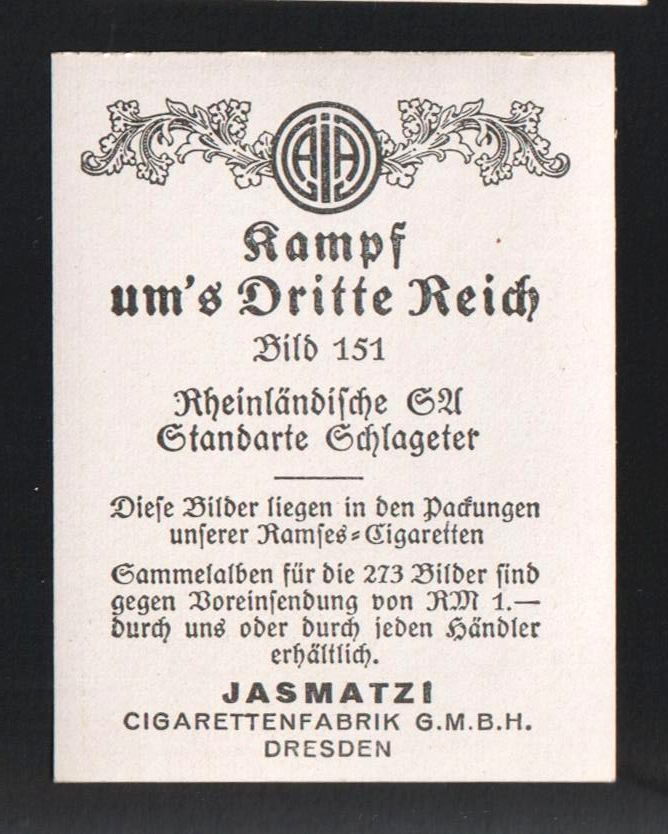 AJA
Kampf
um's Dritte Reich
Bild 151
Rheinländische SA
Standarte Schlageter
Diese Bilder liegen in den Packungen
unserer Ramses=Cigaretten
Sammelalben für die 273 Bilder sind
gegen Voreinsendung von RM 1.—
durch uns oder durch jeden Händler
erhältlich.
JASMATZI
CIGARETTENFABRIK G.M.B.H.
DRESDEN